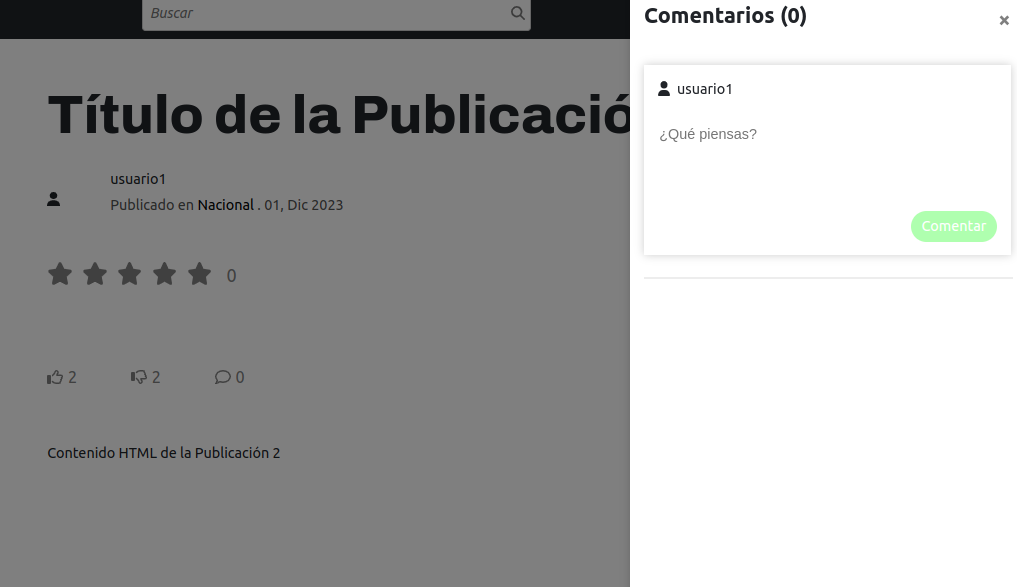 Buscar
Título de la Publicació
usuario1
Publicado en Nacional . 01, Dic 2023
0
2 2 0
Contenido HTML de la Publicación 2
Comentarios (0)
×
usuario1
¿Qué piensas?
Comentar